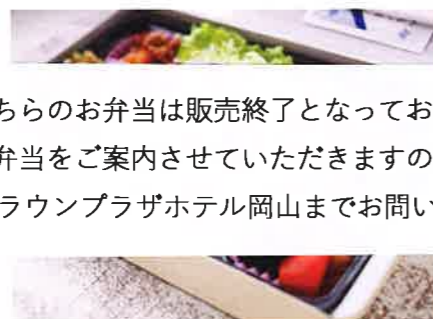 ちらのお弁当は販売終了となってお
弁当をご案内させていただきますの
ラウンプラザホテル岡山までお問い